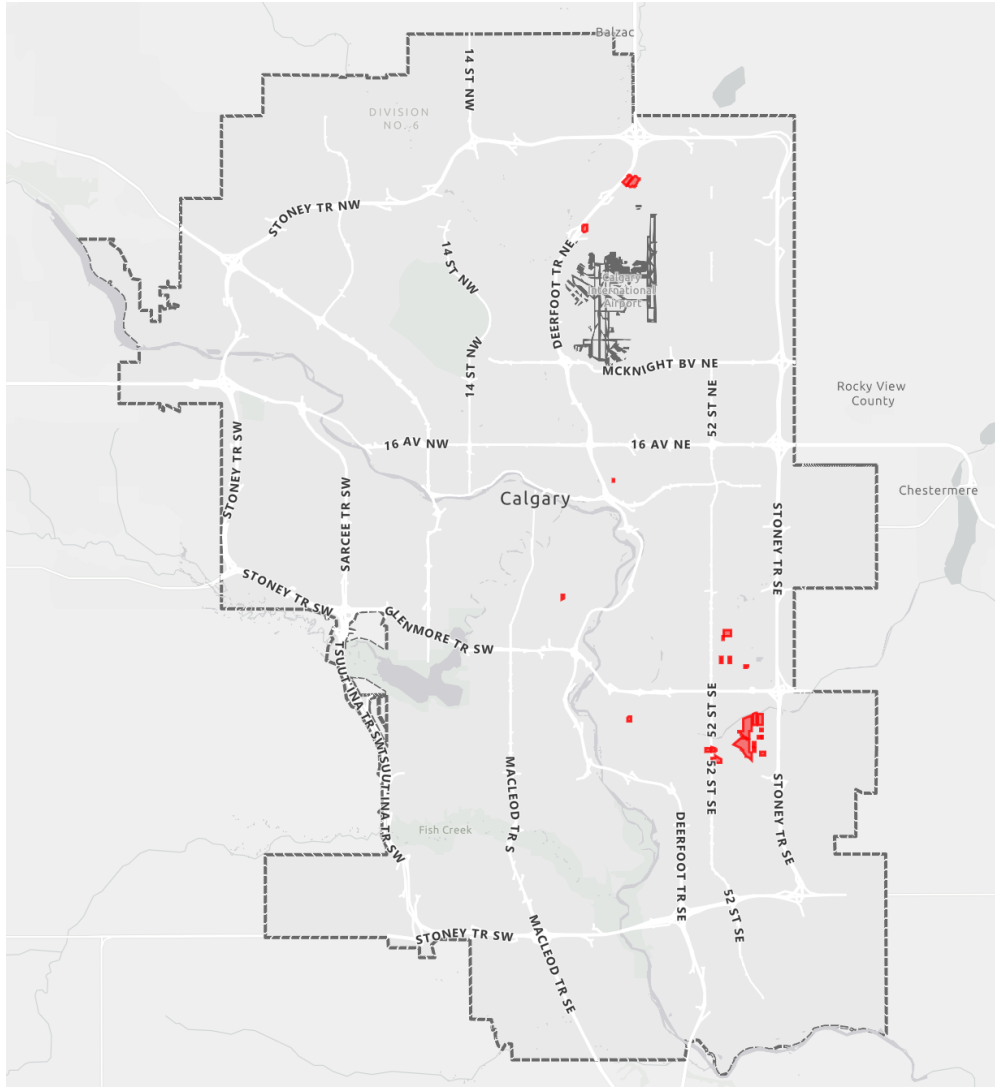 Balzac
14 ST NW
DIVISION
NO. 6
STONEY TR NW
14 ST NW
DEERFOOT TR NE
Calgary
International
Airport
14 ST NW
MCKNIGHT BV NE
52 ST NE
Rocky View
County
STONEY TR SW
16 AV NW
16 AV NE
SARCEE TR SW
Calgary
Chestermere
STONEY TR SE
STONEY TR SW
GLENMORE TR SW
TSUUT'INA TR SW
TSUUT'INA TR SW
52 ST SE
52 ST SE
MACLEOD TR S
STONEY TR SE
DEERFOOT TR SE
Fish Creek
52 ST SE
STONEY TR SW
MACLEOD TR SE